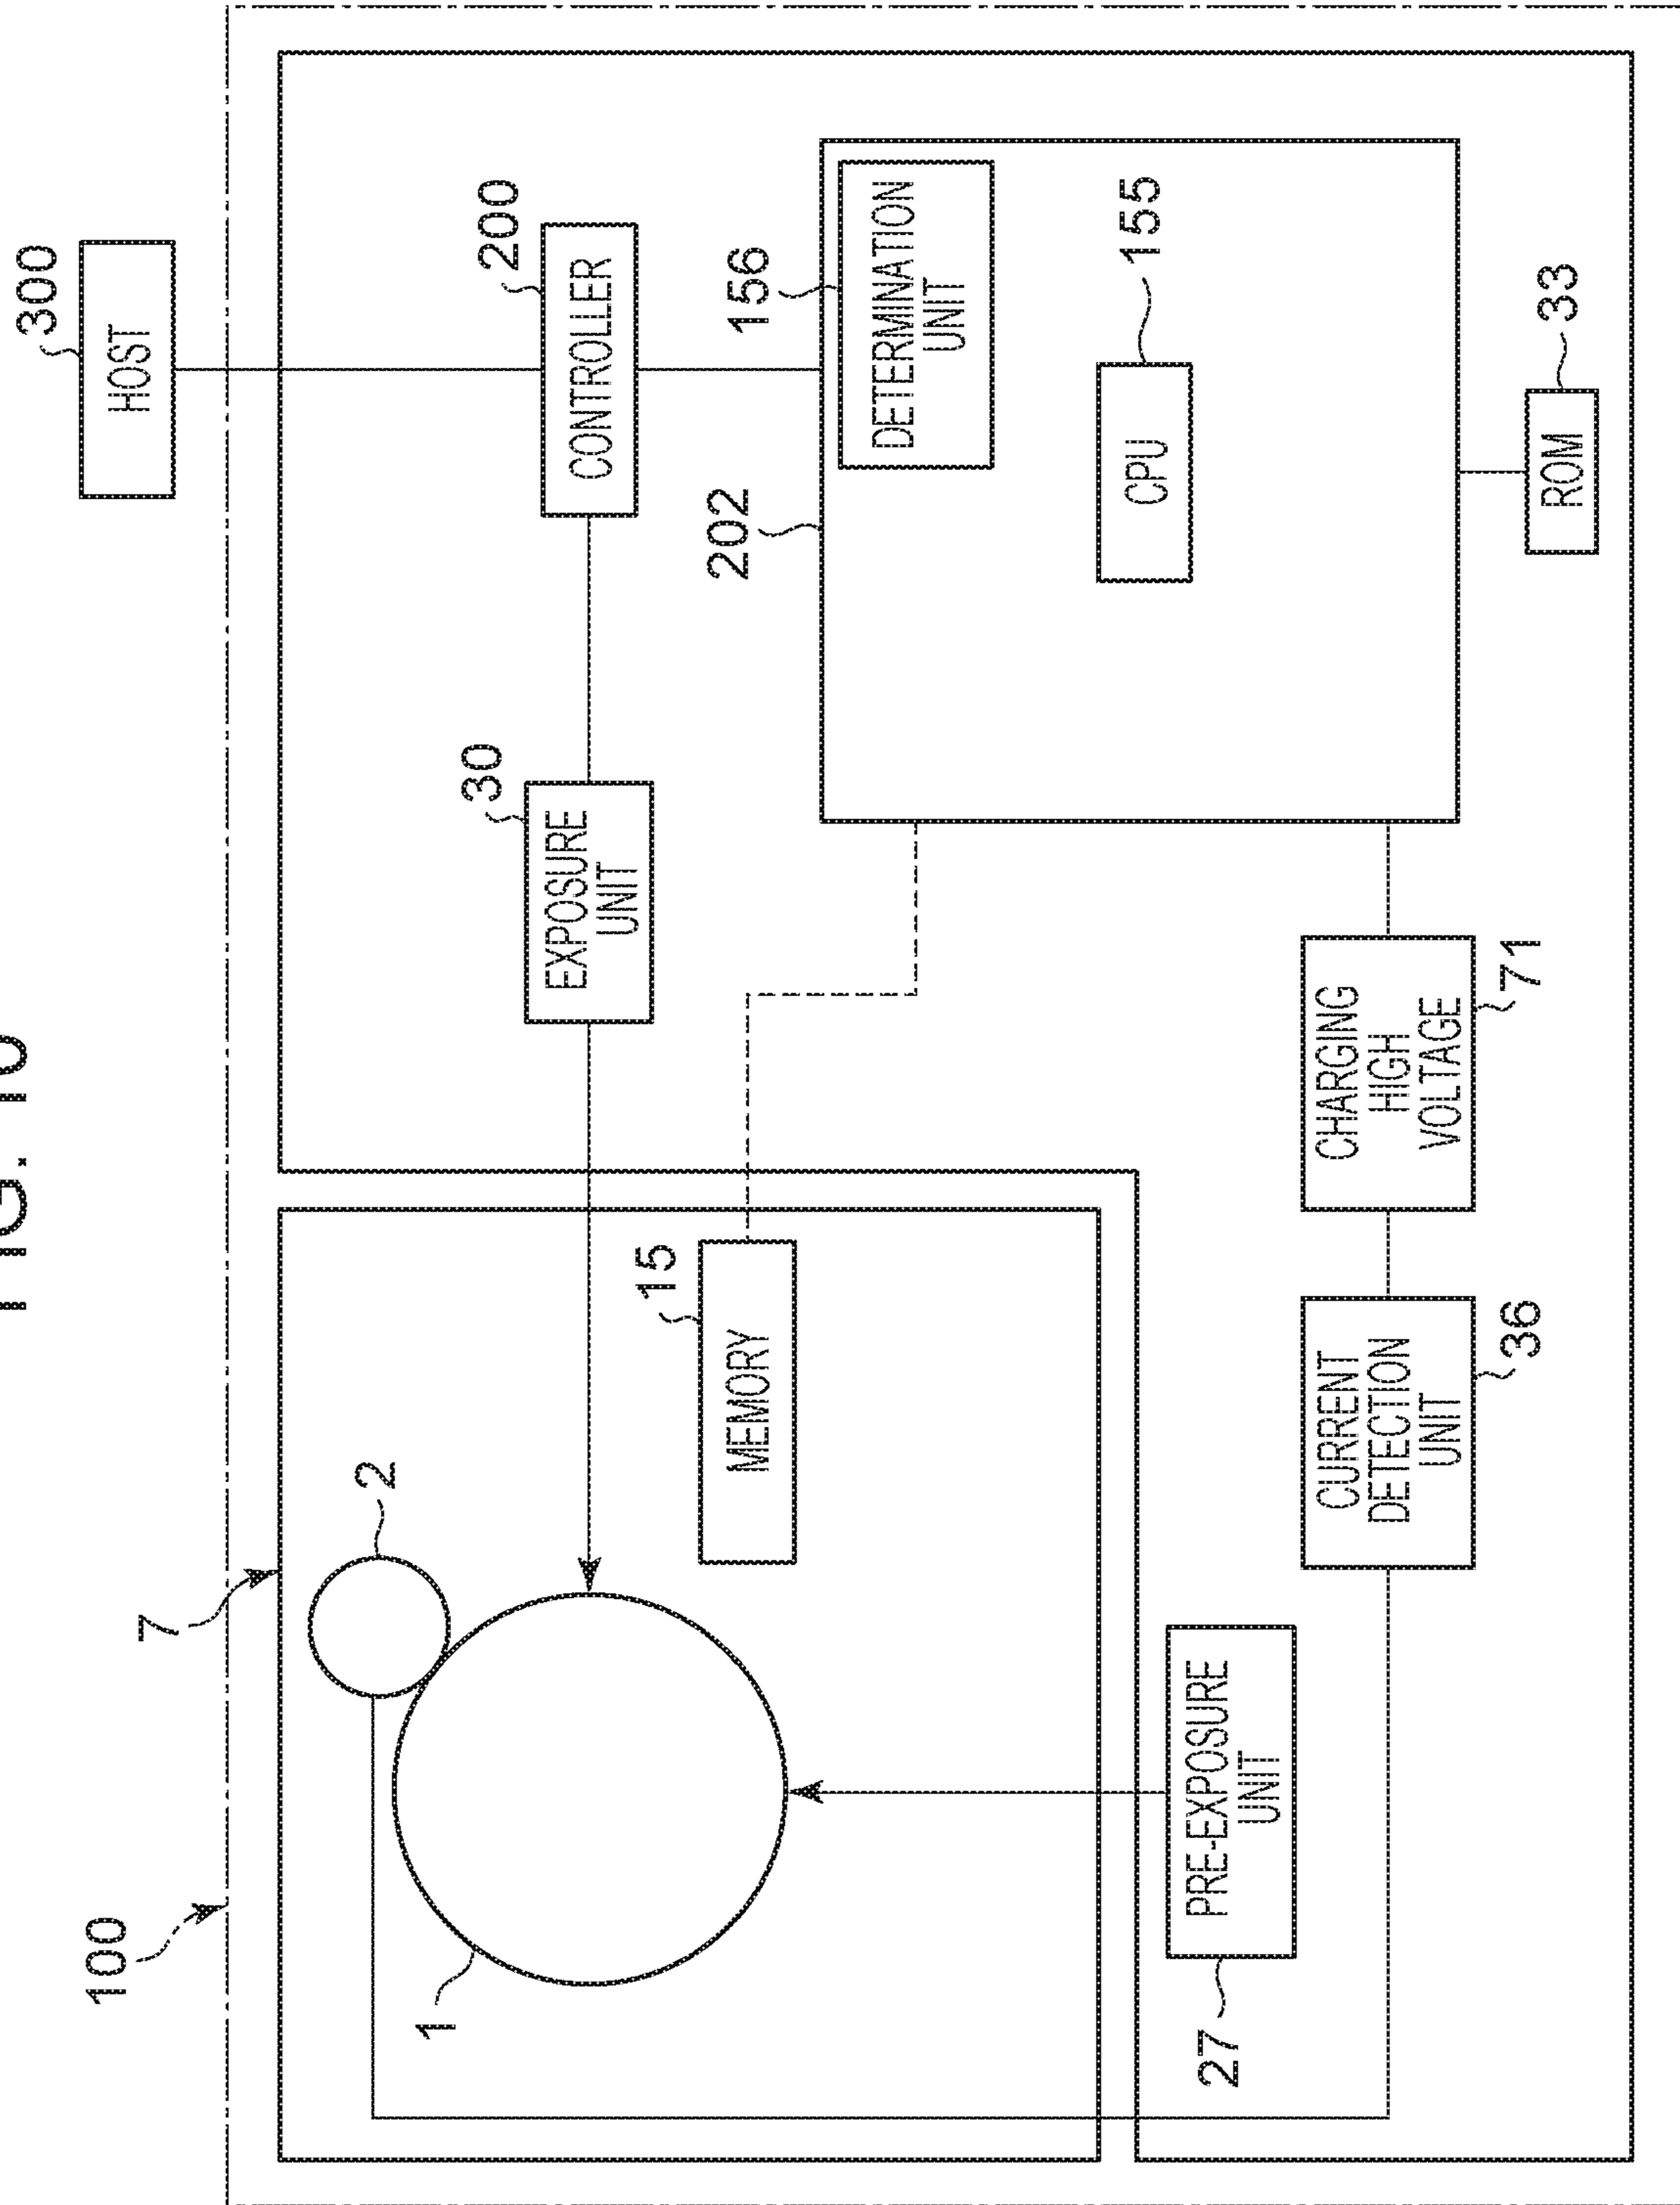 FIG. 10
300
HOST
100
7
2
1
30
EXPOSURE
UNIT
200
CONTROLLER
15
MEMORY
202
156
DETERMINATION
UNIT
155
CPU
27
PRE-EXPOSURE
UNIT
CURRENT
DETECTION
UNIT
36
CHARGING
HIGH
VOLTAGE
71
33
ROM